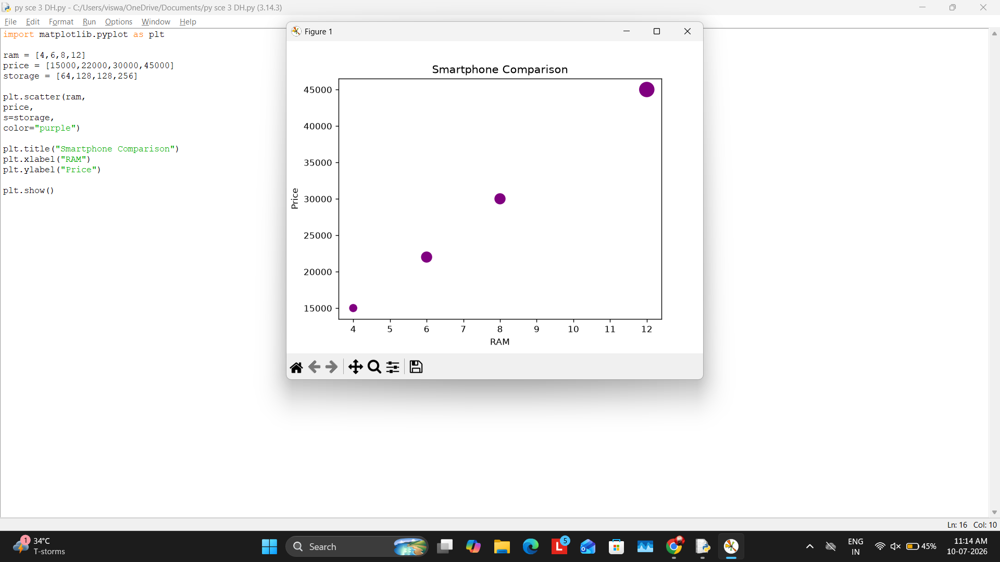 py sce 3 DH.py - C:/Users/viswa/OneDrive/Documents/py sce 3 DH.py (3.14.3)
File Edit Format Run Options Window Help
import matplotlib.pyplot as plt
ram = [4,6,8,12]
price = [15000,22000,30000,45000]
storage = [64,128,128,256]
plt.scatter(ram,
price,
s=storage,
color="purple")
plt.title("Smartphone Comparison")
plt.xlabel("RAM")
plt.ylabel("Price")
plt.show()
Figure 1
Smartphone Comparison
45000
40000
35000
30000
25000
20000
15000
Price
4 5 6 7 8 9 10 11 12
RAM
Ln: 16 Col: 10
1
34°C
T-storms
Search
L
5
ENG
IN
45%
11:14 AM
10-07-2026